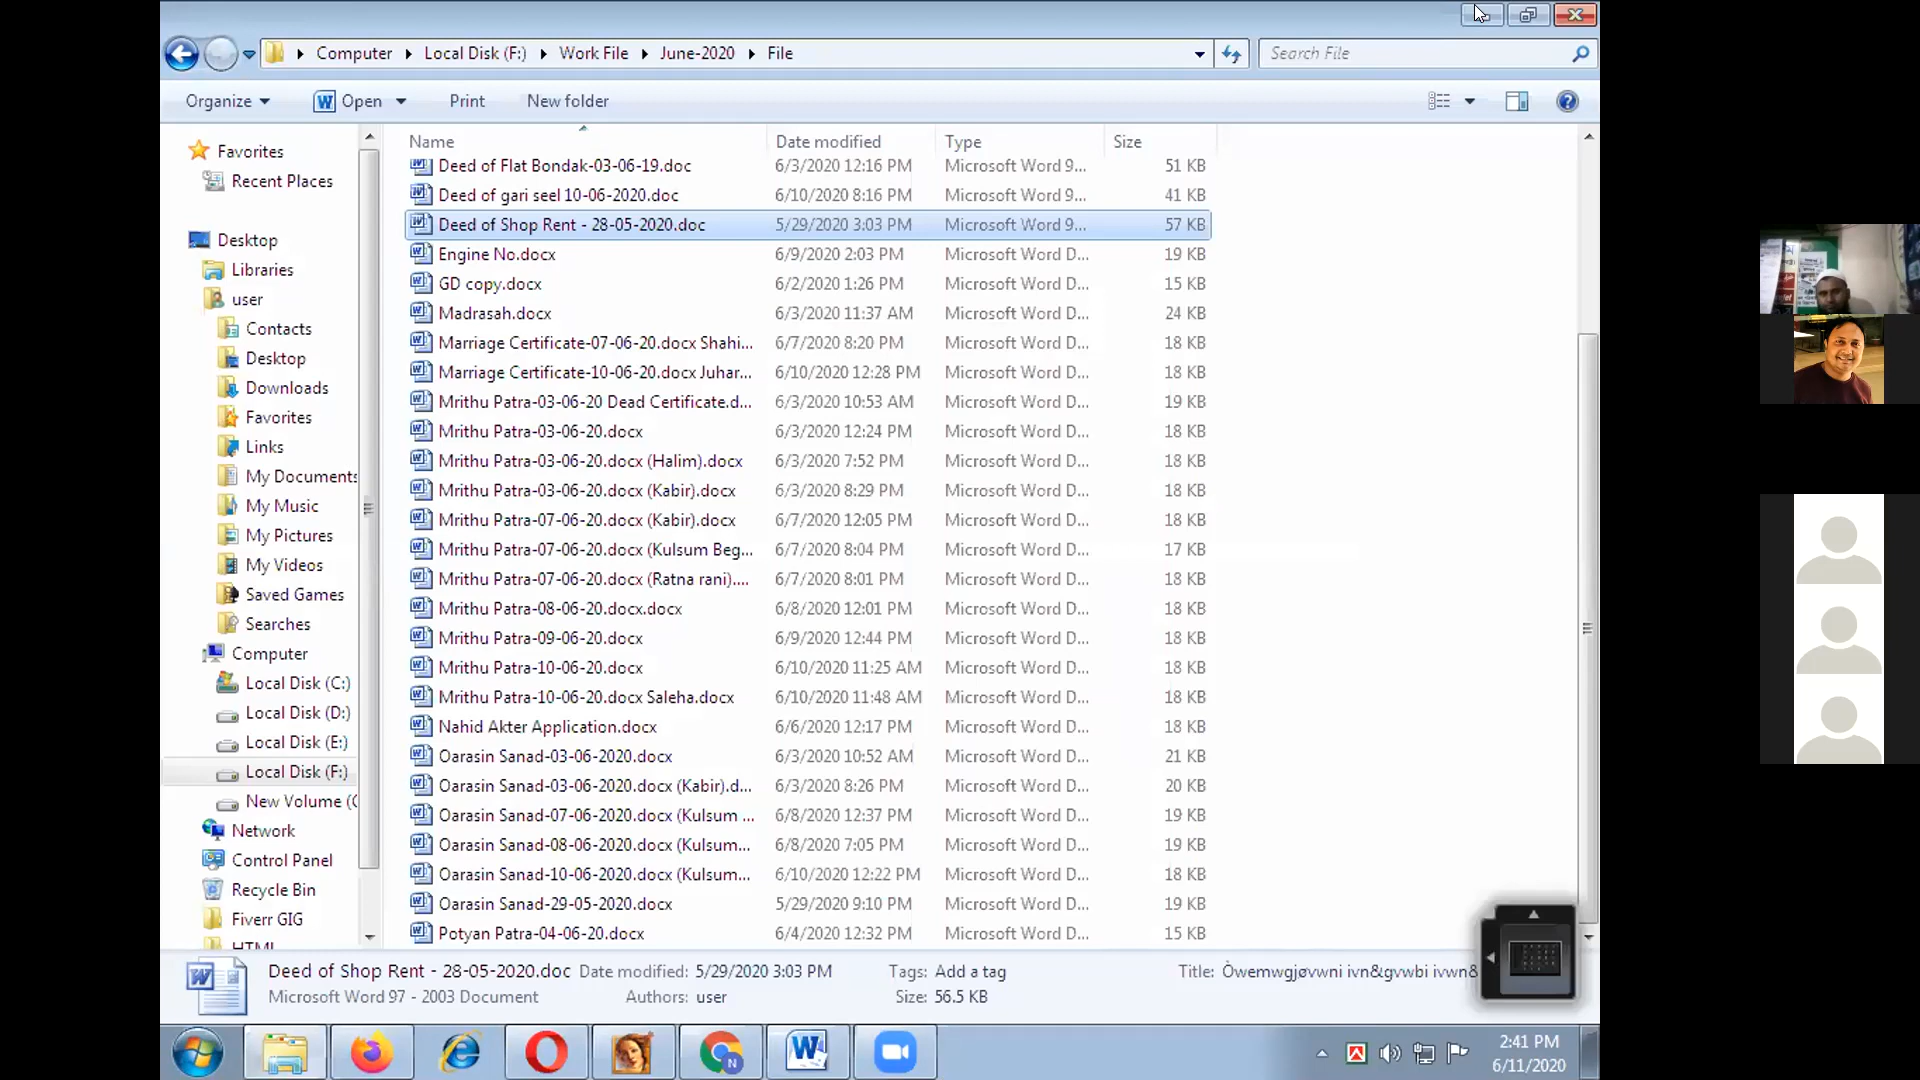 Computer Local Disk (F:) Work File June-2020 File
Search File
Organize Open Print New folder
Name Date modified Type Size
Deed of Flat Bondak-03-06-19.doc 6/3/2020 12:16 PM Microsoft Word 9... 51 KB
Deed of gari seel 10-06-2020.doc 6/10/2020 8:16 PM Microsoft Word 9... 41 KB
Deed of Shop Rent - 28-05-2020.doc 5/29/2020 3:03 PM Microsoft Word 9... 57 KB
Engine No.docx 6/9/2020 2:03 PM Microsoft Word D... 19 KB
GD copy.docx 6/2/2020 1:26 PM Microsoft Word D... 15 KB
Madrasah.docx 6/3/2020 11:37 AM Microsoft Word D... 24 KB
Marriage Certificate-07-06-20.docx Shahi... 6/7/2020 8:20 PM Microsoft Word D... 18 KB
Marriage Certificate-10-06-20.docx Juhar... 6/10/2020 12:28 PM Microsoft Word D... 18 KB
Mrithu Patra-03-06-20 Dead Certificate.d... 6/3/2020 10:53 AM Microsoft Word D... 19 KB
Mrithu Patra-03-06-20.docx 6/3/2020 12:24 PM Microsoft Word D... 18 KB
Mrithu Patra-03-06-20.docx (Halim).docx 6/3/2020 7:52 PM Microsoft Word D... 18 KB
Mrithu Patra-03-06-20.docx (Kabir).docx 6/3/2020 8:29 PM Microsoft Word D... 18 KB
Mrithu Patra-07-06-20.docx (Kabir).docx 6/7/2020 12:05 PM Microsoft Word D... 18 KB
Mrithu Patra-07-06-20.docx (Kulsum Beg... 6/7/2020 8:04 PM Microsoft Word D... 17 KB
Mrithu Patra-07-06-20.docx (Ratna rani).... 6/7/2020 8:01 PM Microsoft Word D... 18 KB
Mrithu Patra-08-06-20.docx.docx 6/8/2020 12:01 PM Microsoft Word D... 18 KB
Mrithu Patra-09-06-20.docx 6/9/2020 12:44 PM Microsoft Word D... 18 KB
Mrithu Patra-10-06-20.docx 6/10/2020 11:25 AM Microsoft Word D... 18 KB
Mrithu Patra-10-06-20.docx Saleha.docx 6/10/2020 11:48 AM Microsoft Word D... 18 KB
Nahid Akter Application.docx 6/6/2020 12:17 PM Microsoft Word D... 18 KB
Oarasin Sanad-03-06-2020.docx 6/3/2020 10:52 AM Microsoft Word D... 21 KB
Oarasin Sanad-03-06-2020.docx (Kabir).d... 6/3/2020 8:26 PM Microsoft Word D... 20 KB
Oarasin Sanad-07-06-2020.docx (Kulsum ... 6/8/2020 12:37 PM Microsoft Word D... 19 KB
Oarasin Sanad-08-06-2020.docx (Kulsum... 6/8/2020 7:05 PM Microsoft Word D... 19 KB
Oarasin Sanad-10-06-2020.docx (Kulsum... 6/10/2020 12:22 PM Microsoft Word D... 18 KB
Oarasin Sanad-29-05-2020.docx 5/29/2020 9:10 PM Microsoft Word D... 19 KB
Potyan Patra-04-06-20.docx 6/4/2020 12:32 PM Microsoft Word D... 15 KB
Favorites
Recent Places
Desktop
Libraries
user
Contacts
Desktop
Downloads
Favorites
Links
My Documents
My Music
My Pictures
My Videos
Saved Games
Searches
Computer
Local Disk (C:)
Local Disk (D:)
Local Disk (E:)
Local Disk (F:)
New Volume (
Network
Control Panel
Recycle Bin
Fiverr GIG
HTML
Deed of Shop Rent - 28-05-2020.doc Date modified: 5/29/2020 3:03 PM Tags: Add a tag Title: Òwemwgjøvwni ivn&gvwbi ivwn&
Microsoft Word 97 - 2003 Document Authors: user Size: 56.5 KB
2:41 PM
6/11/2020